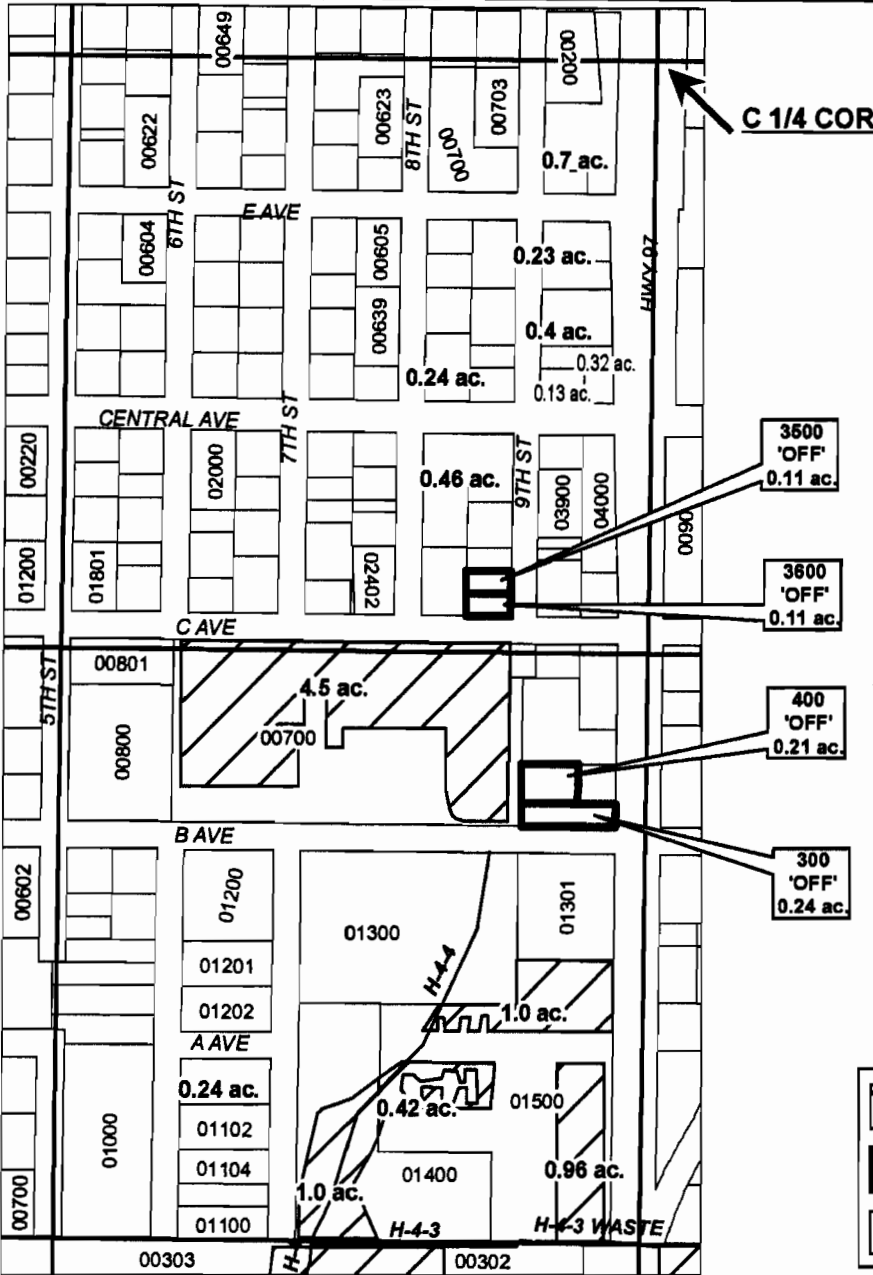 00649
00200
C 1/4 COR
00622
00623
8TH ST
00703
00700
0.7 ac.
6TH ST
E AVE
00604
00605
0.23 ac.
HWY 97
00639
0.4 ac.
0.32 ac.
0.24 ac.
0.13 ac.
CENTRAL AVE
7TH ST
00220
02000
0.46 ac.
9TH ST
03900
04000
0090
3500
'OFF'
0.11 ac.
01200
01801
02402
3600
'OFF'
0.11 ac.
C AVE
00801
5TH ST
4.5 ac.
00700
00800
400
'OFF'
0.21 ac.
B AVE
300
'OFF'
0.24 ac.
00602
01200
01300
01301
H-4-4
01201
01202
1.0 ac.
A AVE
0.24 ac.
0.42 ac.
01500
01000
01102
01104
01400
0.96 ac.
00700
1.0 ac.
01100
H-4-3
H-4-3 WASTE
00303
H-
00302